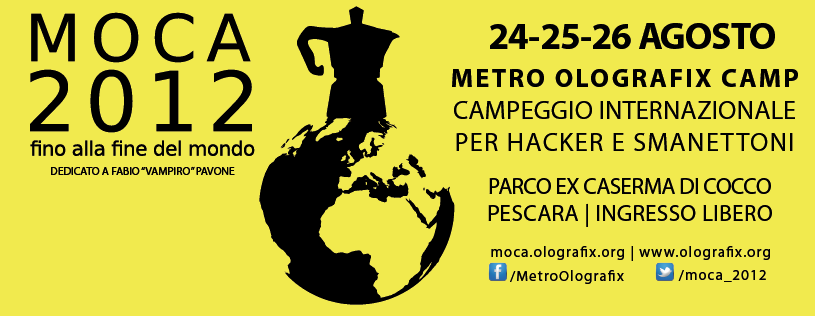 MOCA
2012
fino alla fine del mondo
DEDICATO A FABIO "VAMPIRO" PAVONE
24-25-26 AGOSTO
METRO OLOGRAFIX CAMP
CAMPEGGIO INTERNAZIONALE
PER HACKER E SMANETTONI
PARCO EX CASERMA DI COCCO
PESCARA | INGRESSO LIBERO
moca.olografix.org | www.olografix.org
f /MetroOlografix /moca_2012